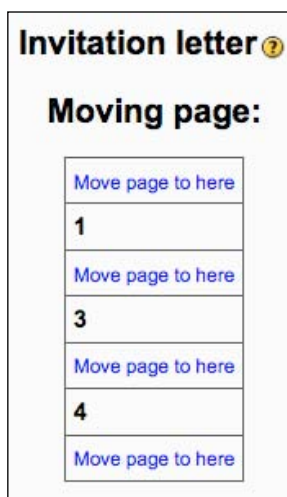 Invitation letter ?
Moving page:
Move page to here
1
Move page to here
3
Move page to here
4
Move page to here